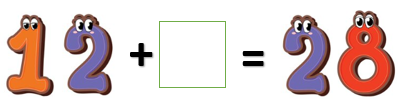 12 + □ = 28